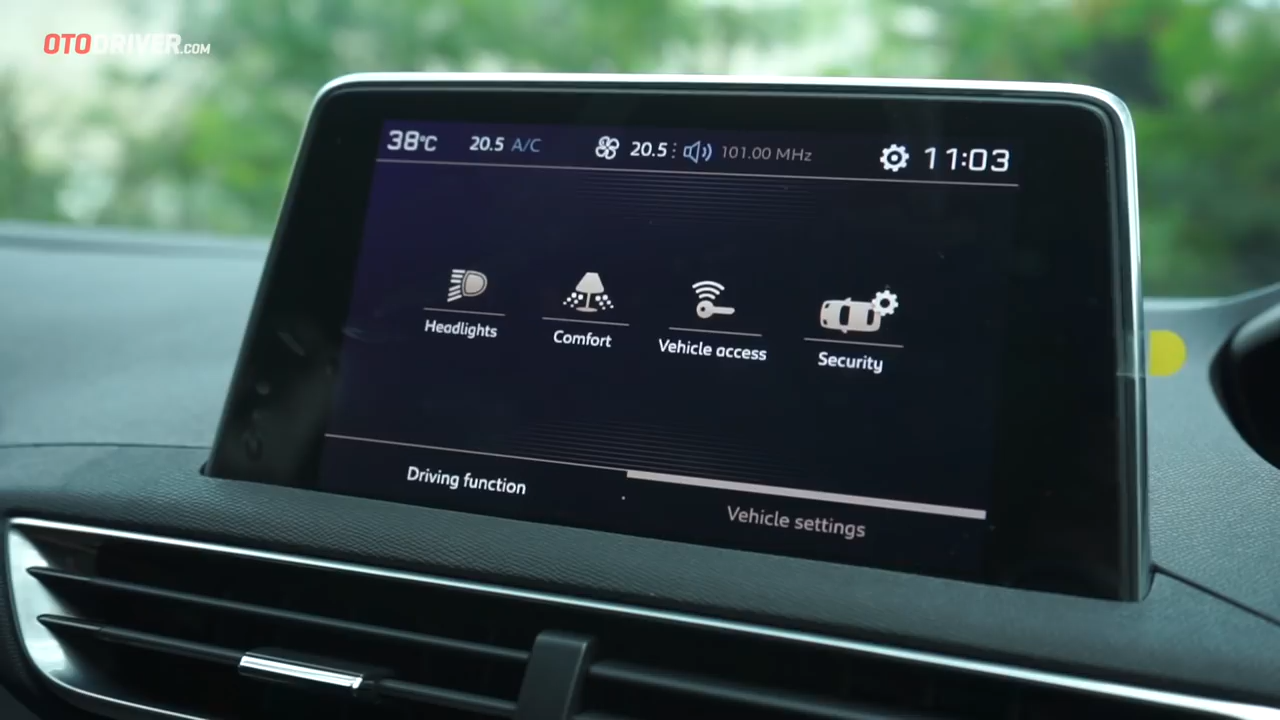 OTODRIVER.COM
38°C 20.5 A/C 20.5 101.00 MHz 11:03
Headlights
Comfort
Vehicle access
Security
Driving function
Vehicle settings